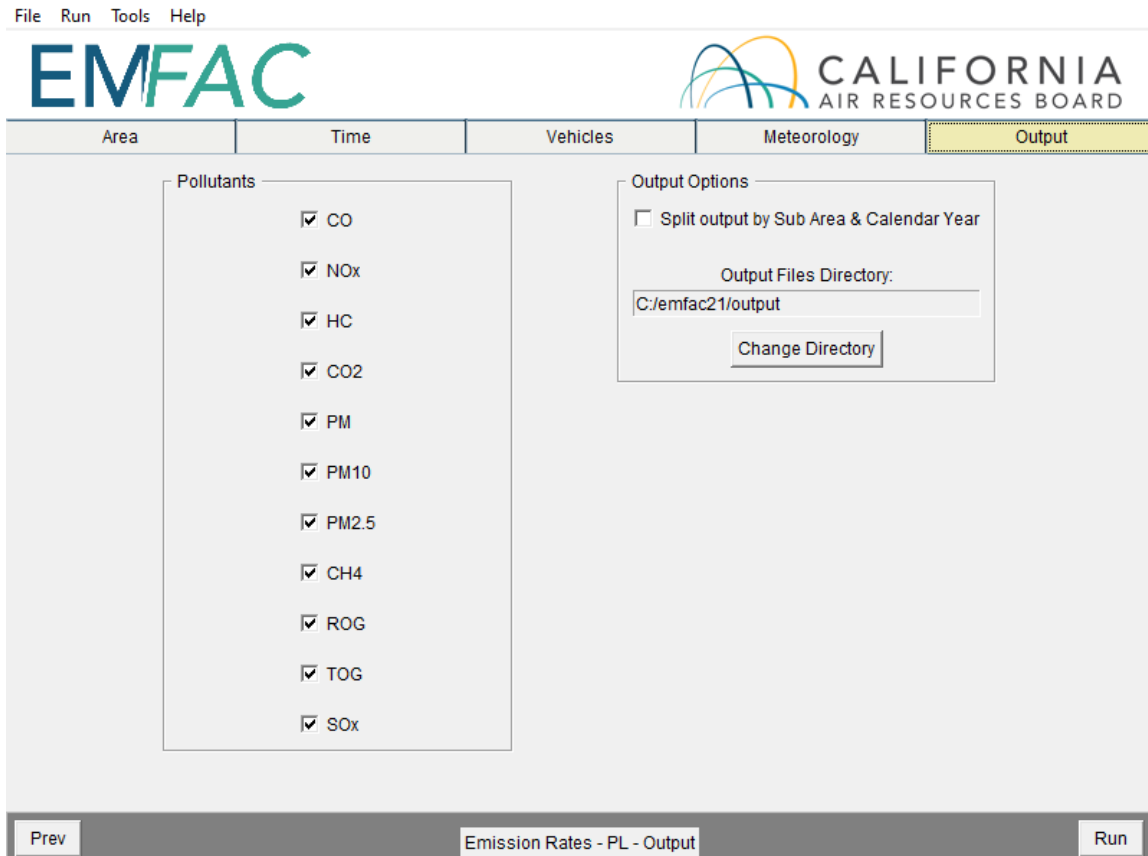 File Run Tools Help
EMFAC
CALIFORNIA
AIR RESOURCES BOARD
Area Time Vehicles Meteorology Output
Pollutants
CO
NOx
HC
CO2
PM
PM10
PM2.5
CH4
ROG
TOG
SOx
Output Options
Split output by Sub Area & Calendar Year
Output Files Directory:
C:/emfac21/output
Change Directory
Prev
Emission Rates - PL - Output
Run